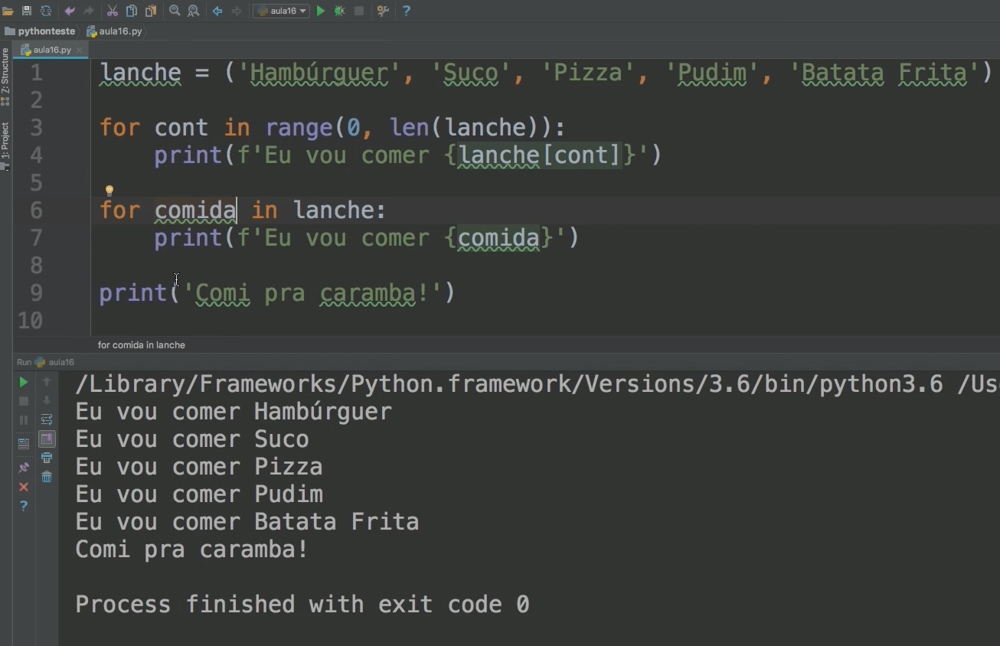 aula16
pythonteste
aula16.py
aula16.py
Z: Structure
1: Project
1 lanche = ('Hambúrguer', 'Suco', 'Pizza', 'Pudim', 'Batata Frita')
2
3 for cont in range(0, len(lanche)):
4     print(f'Eu vou comer {lanche[cont]}')
5
6 for comida in lanche:
7     print(f'Eu vou comer {comida}')
8
9 print('Comi pra caramba!')
10
for comida in lanche
Run aula16
/Library/Frameworks/Python.framework/Versions/3.6/bin/python3.6 /Us
Eu vou comer Hambúrguer
Eu vou comer Suco
Eu vou comer Pizza
Eu vou comer Pudim
Eu vou comer Batata Frita
Comi pra caramba!
Process finished with exit code 0